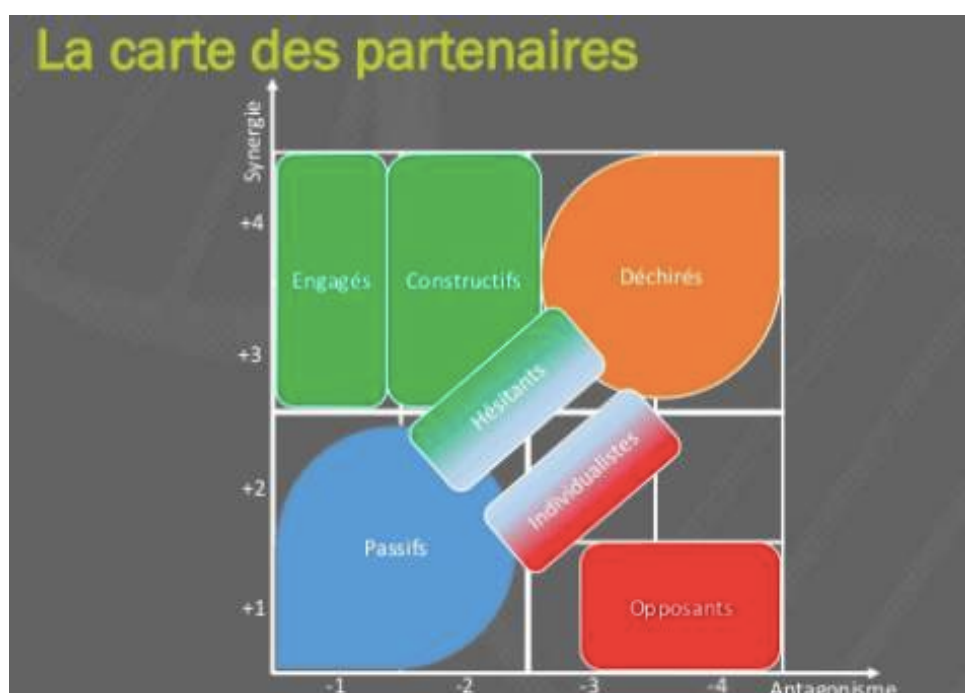 La carte des partenaires
Synergie
+4
Engagés
Constructifs
Déchirés
+3
Hésitants
Individualistes
+2
Passifs
+1
Opposants
-1
-2
-3
-4
Antagonisme